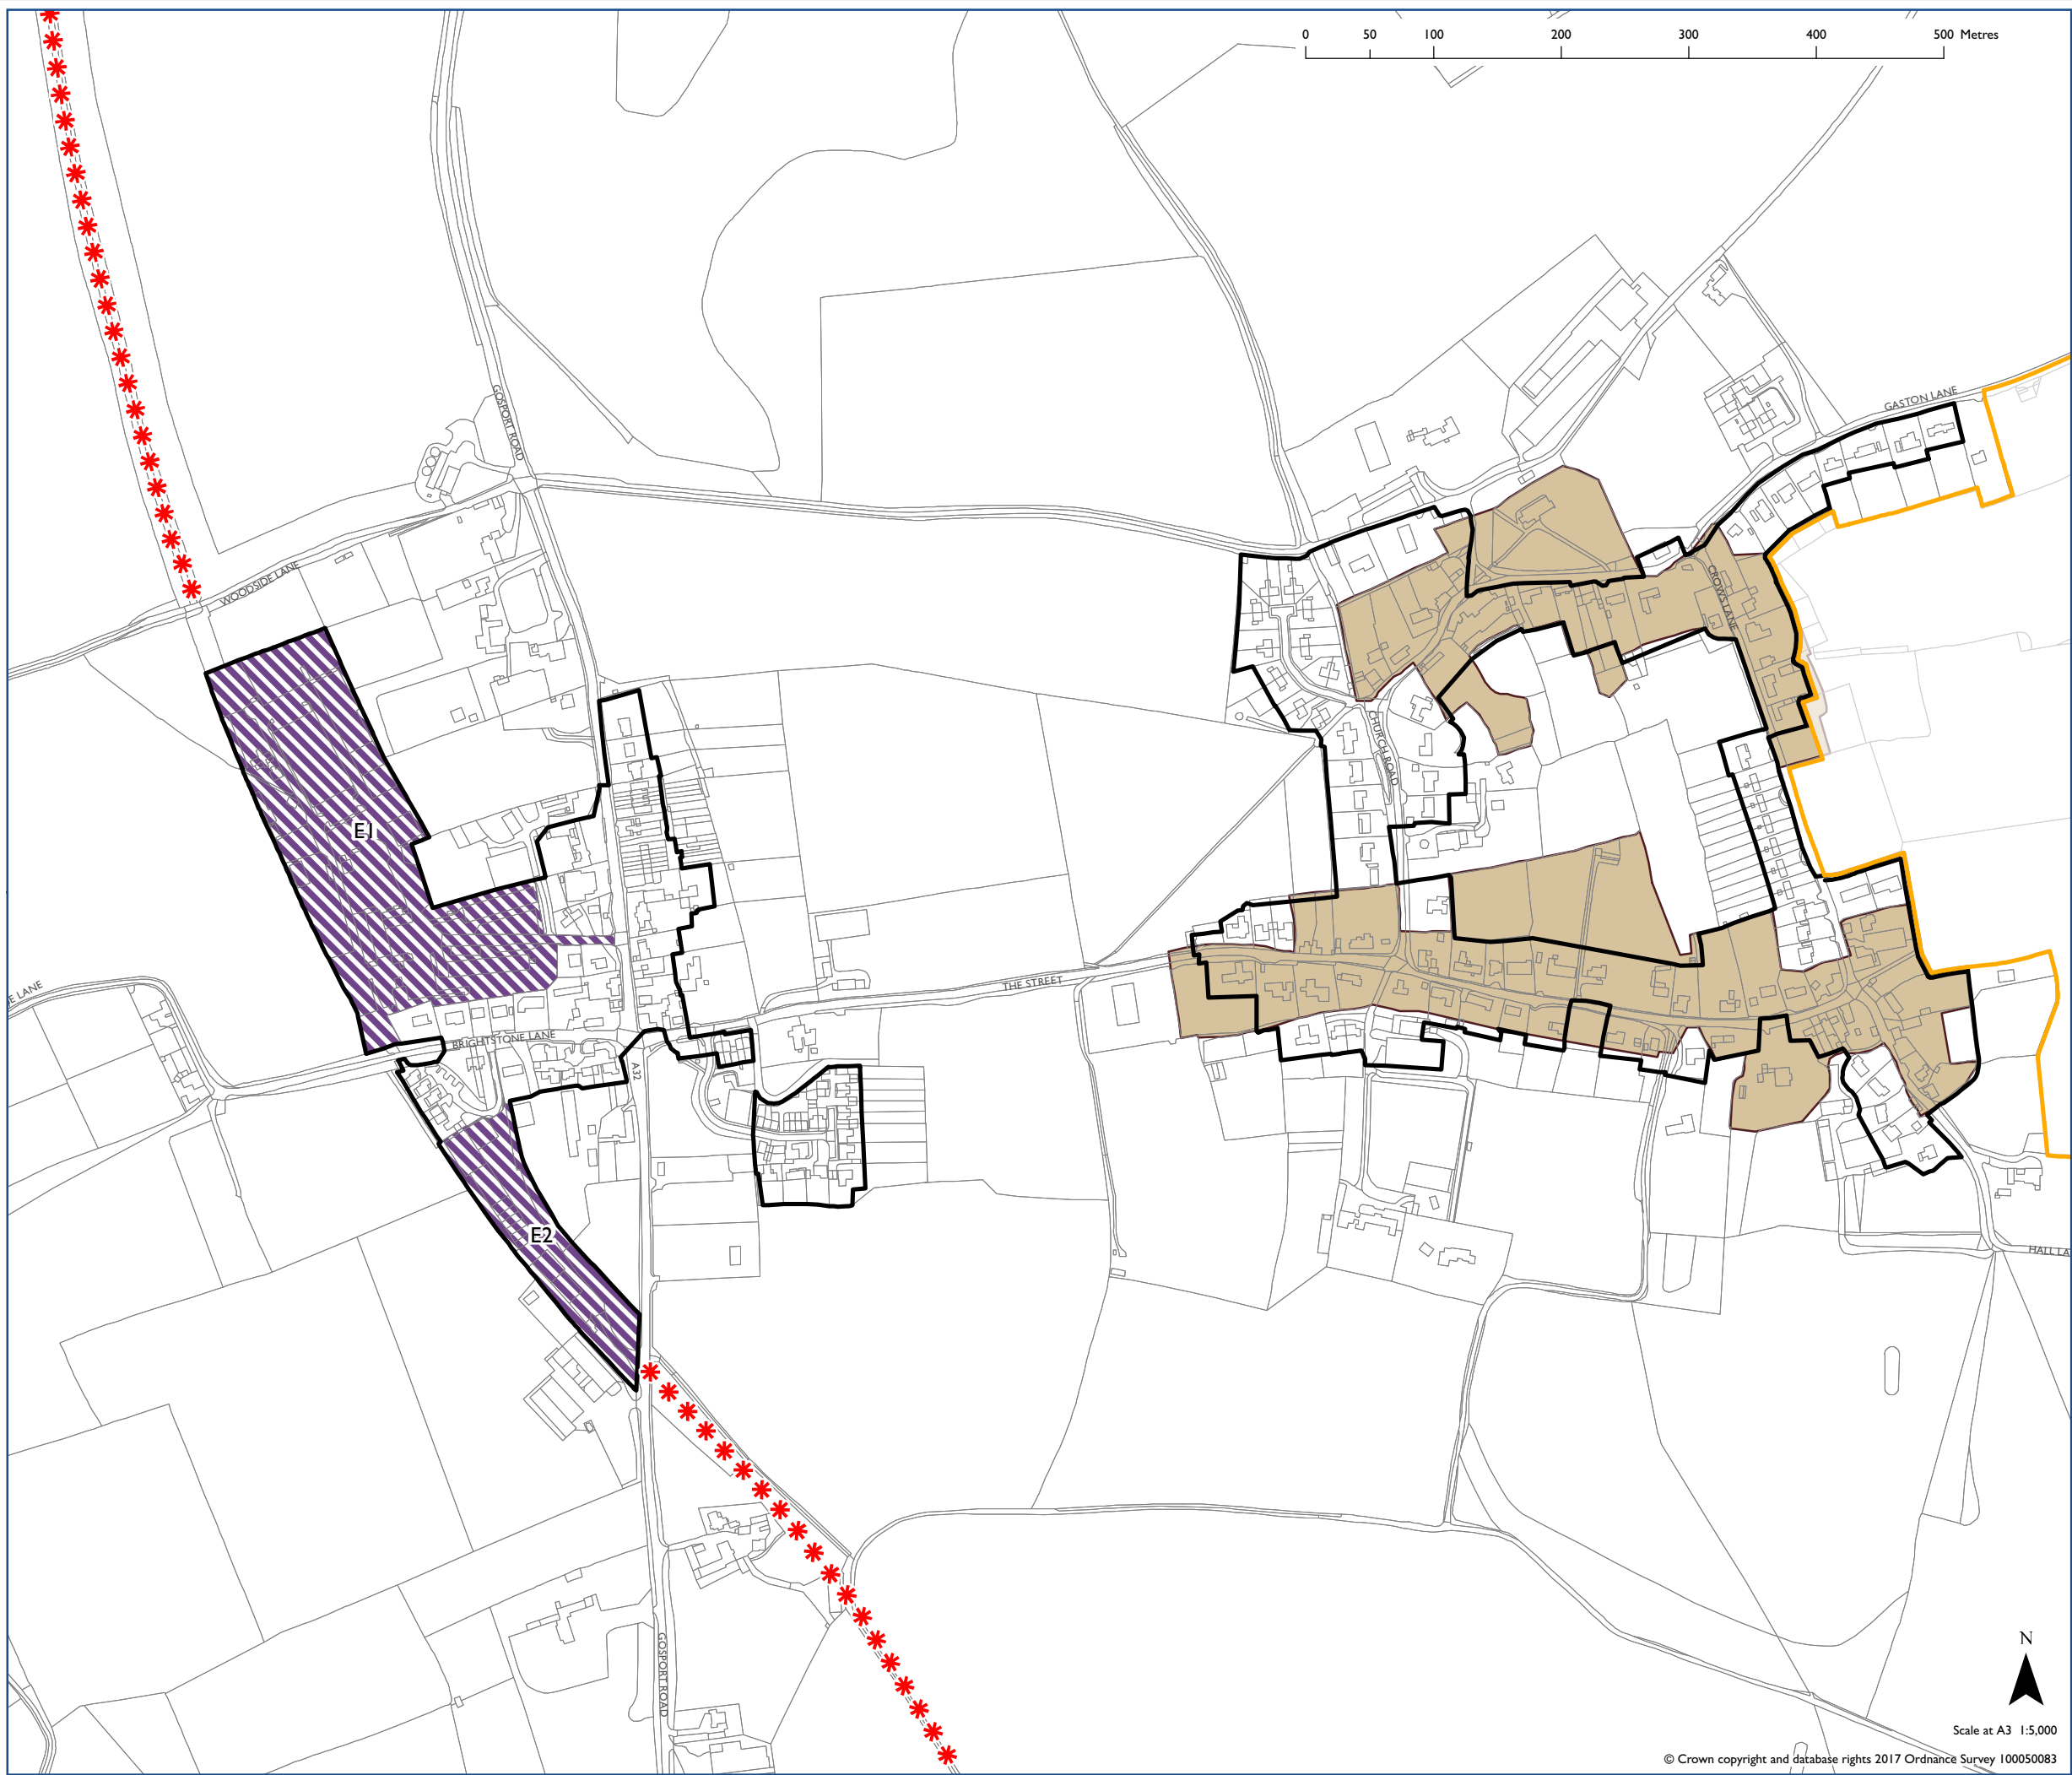 0 50 100 200 300 400 500 Metres
GASTON LANE
GOSPORT ROAD
WOODSIDE LANE
CROWS LANE
CHURCH ROAD
E1
THE STREET
E LANE
BRIGHTSTONE LANE
A32
E2
HALL LA
GOSPORT ROAD
N
Scale at A3 1:5,000
© Crown copyright and database rights 2017 Ordnance Survey 100050083